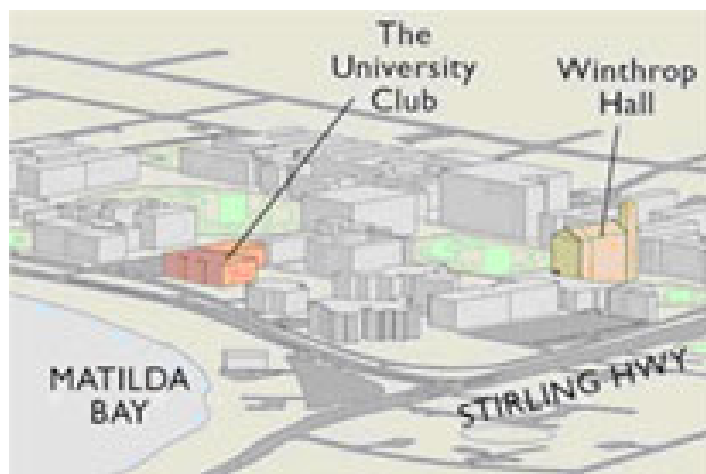 The
University
Club
Winthrop
Hall
MATILDA
BAY
STIRLING HWY